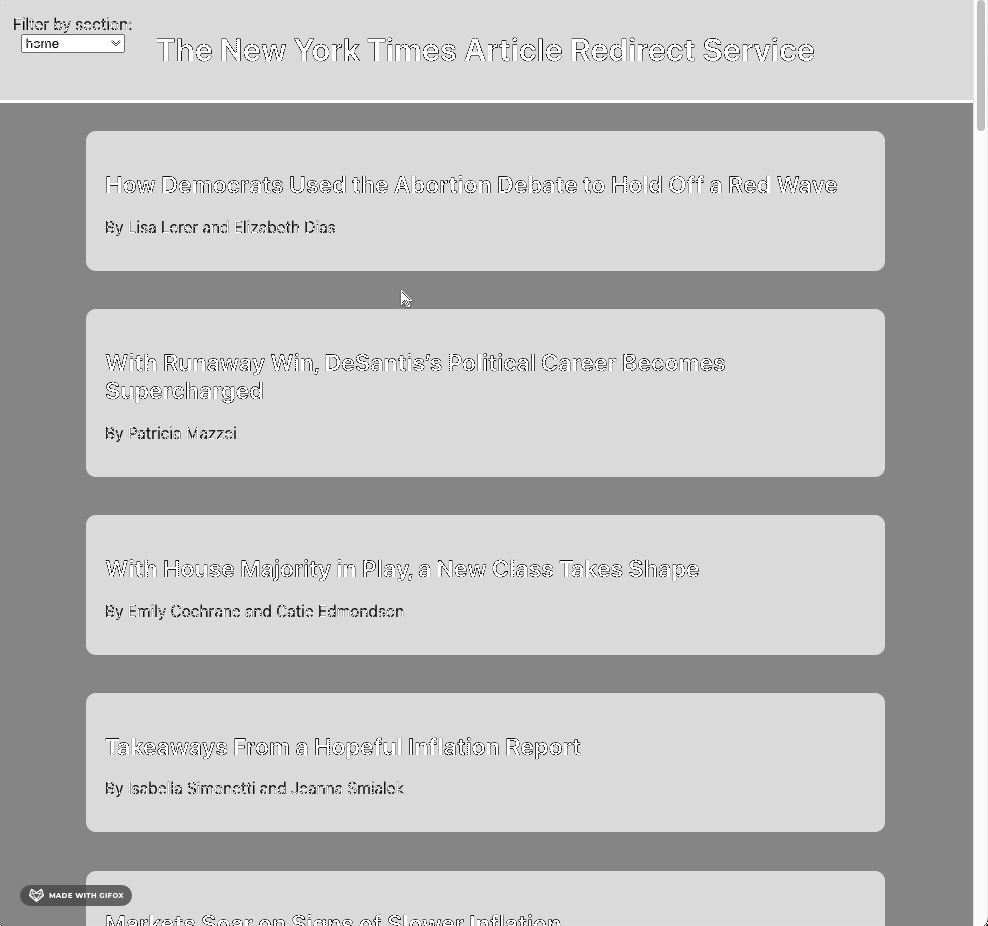 Filter by section:
home
The New York Times Article Redirect Service
How Democrats Used the Abortion Debate to Hold Off a Red Wave
By Lisa Lerer and Elizabeth Dias
With Runaway Win, DeSantis's Political Career Becomes
Supercharged
By Patricia Mazzei
With House Majority in Play, a New Class Takes Shape
By Emily Cochrane and Catie Edmondson
Takeaways From a Hopeful Inflation Report
By Isabella Simonetti and Jeanna Smialek
MADE WITH GIFOX
Markets Soar on Signs of Slower Inflation